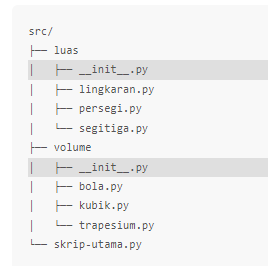 src/
├── luas
│   ├── __init__.py
│   ├── lingkaran.py
│   ├── persegi.py
│   └── segitiga.py
├── volume
│   ├── __init__.py
│   ├── bola.py
│   ├── kubik.py
│   └── trapesium.py
└── skrip-utama.py